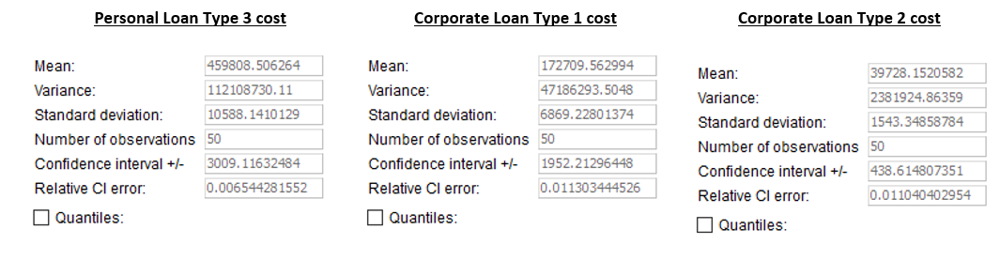 Personal Loan Type 3 cost
Mean: 459808.506264
Variance: 112108730.11
Standard deviation: 10588.1410129
Number of observations 50
Confidence interval +/- 3009.11632484
Relative CI error: 0.006544281552
Quantiles:
Corporate Loan Type 1 cost
Mean: 172709.562994
Variance: 47186293.5048
Standard deviation: 6869.22801374
Number of observations 50
Confidence interval +/- 1952.21296448
Relative CI error: 0.011303444526
Quantiles:
Corporate Loan Type 2 cost
Mean: 39728.1520582
Variance: 2381924.86359
Standard deviation: 1543.34858784
Number of observations 50
Confidence interval +/- 438.614807351
Relative CI error: 0.011040402954
Quantiles: